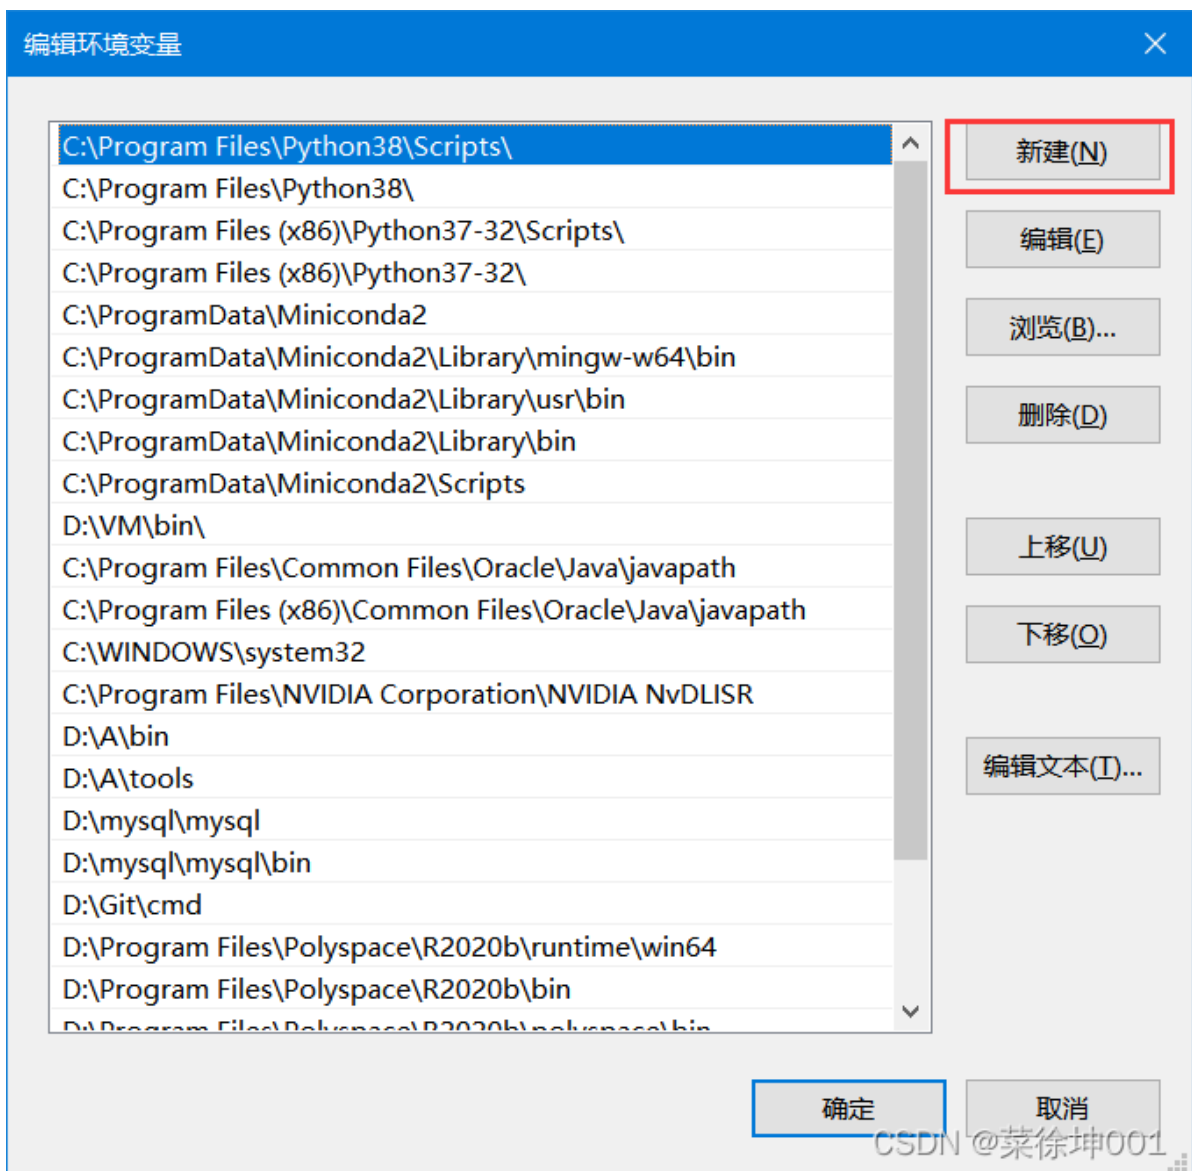 编辑环境变量
C:\Program Files\Python38\Scripts\
C:\Program Files\Python38\
C:\Program Files (x86)\Python37-32\Scripts\
C:\Program Files (x86)\Python37-32\
C:\ProgramData\Miniconda2
C:\ProgramData\Miniconda2\Library\mingw-w64\bin
C:\ProgramData\Miniconda2\Library\usr\bin
C:\ProgramData\Miniconda2\Library\bin
C:\ProgramData\Miniconda2\Scripts
D:\VM\bin\
C:\Program Files\Common Files\Oracle\Java\javapath
C:\Program Files (x86)\Common Files\Oracle\Java\javapath
C:\WINDOWS\system32
C:\Program Files\NVIDIA Corporation\NVIDIA NvDLISR
D:\A\bin
D:\A\tools
D:\mysql\mysql
D:\mysql\mysql\bin
D:\Git\cmd
D:\Program Files\Polyspace\R2020b\runtime\win64
D:\Program Files\Polyspace\R2020b\bin
D:\Program Files\Polyspace\R2020b\polyspace\bin
新建(N)
编辑(E)
浏览(B)...
删除(D)
上移(U)
下移(O)
编辑文本(T)...
确定
取消
CSDN @菜徐坤001